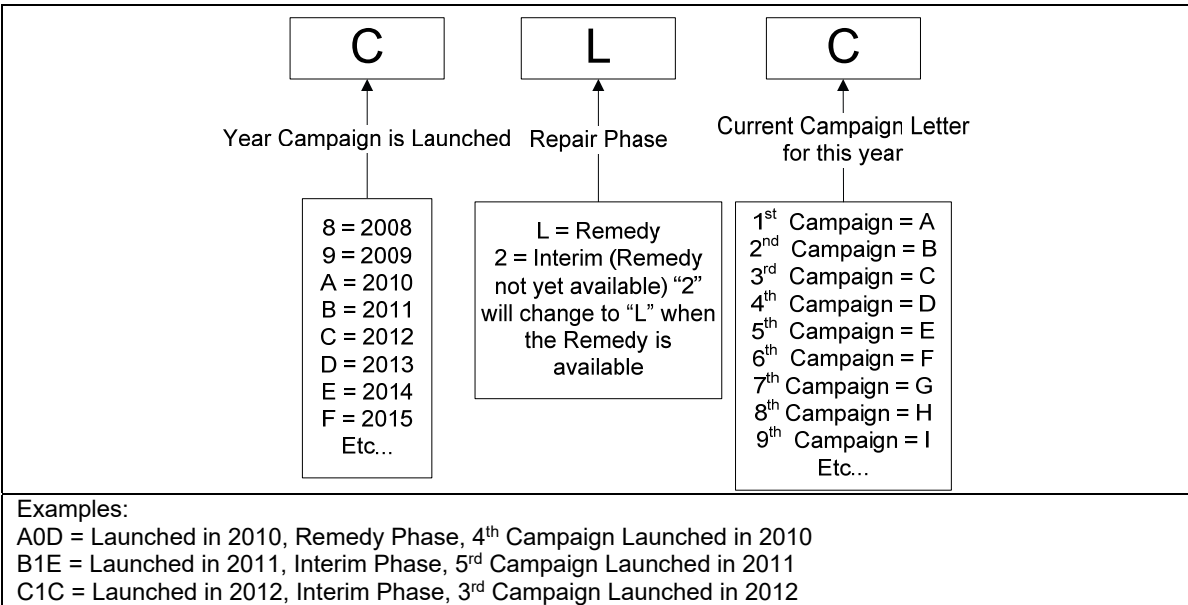 C L C
Year Campaign is Launched
Repair Phase
Current Campaign Letter
for this year
8 = 2008
9 = 2009
A = 2010
B = 2011
C = 2012
D = 2013
E = 2014
F = 2015
Etc...
L = Remedy
2 = Interim (Remedy
not yet available) “2”
will change to “L” when
the Remedy is
available
1st Campaign = A
2nd Campaign = B
3rd Campaign = C
4th Campaign = D
5th Campaign = E
6th Campaign = F
7th Campaign = G
8th Campaign = H
9th Campaign = I
Etc...
Examples:
A0D = Launched in 2010, Remedy Phase, 4th Campaign Launched in 2010
B1E = Launched in 2011, Interim Phase, 5rd Campaign Launched in 2011
C1C = Launched in 2012, Interim Phase, 3rd Campaign Launched in 2012